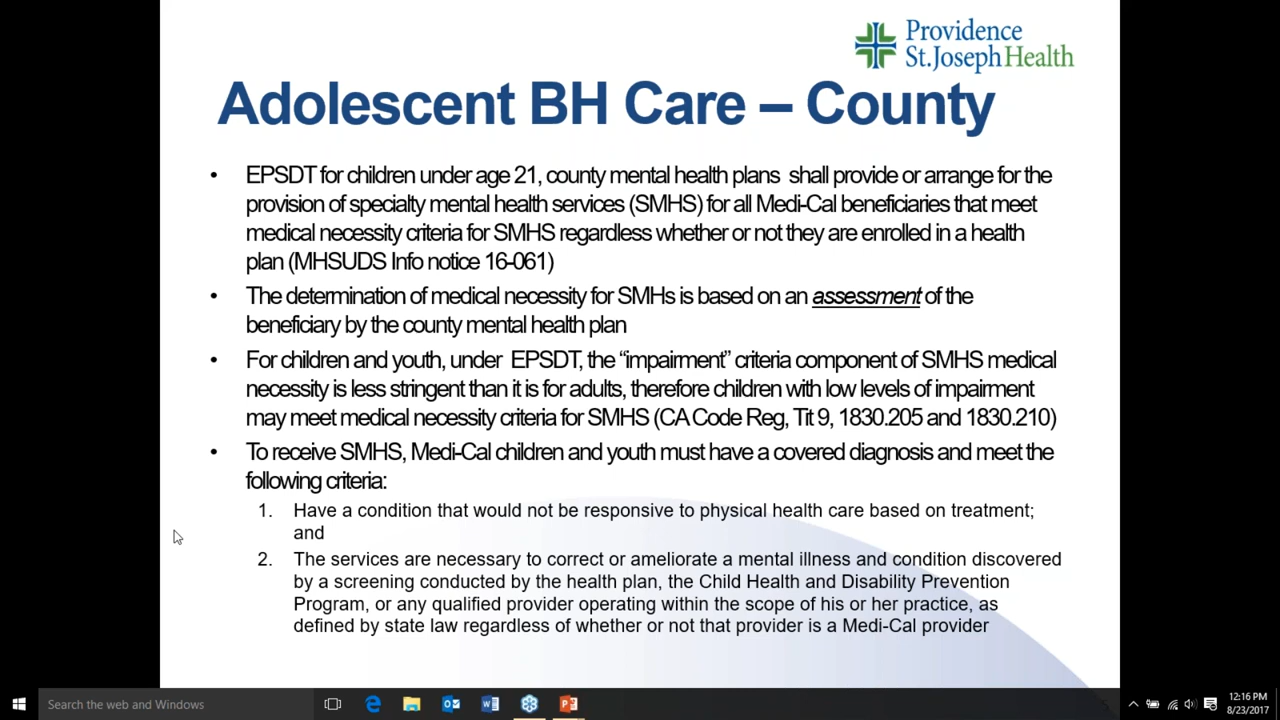 Providence
St.Joseph Health
Adolescent BH Care – County
• EPSDT for children under age 21, county mental health plans shall provide or arrange for the
provision of specialty mental health services (SMHS) for all Medi-Cal beneficiaries that meet
medical necessity criteria for SMHS regardless whether or not they are enrolled in a health
plan (MHSUDS Info notice 16-061)
• The determination of medical necessity for SMHs is based on an assessment of the
beneficiary by the county mental health plan
• For children and youth, under EPSDT, the “impairment” criteria component of SMHS medical
necessity is less stringent than it is for adults, therefore children with low levels of impairment
may meet medical necessity criteria for SMHS (CA Code Reg, Tit 9, 1830.205 and 1830.210)
• To receive SMHS, Medi-Cal children and youth must have a covered diagnosis and meet the
following criteria:
1. Have a condition that would not be responsive to physical health care based on treatment;
and
2. The services are necessary to correct or ameliorate a mental illness and condition discovered
by a screening conducted by the health plan, the Child Health and Disability Prevention
Program, or any qualified provider operating within the scope of his or her practice, as
defined by state law regardless of whether or not that provider is a Medi-Cal provider
Search the web and Windows
12:16 PM
8/23/2017